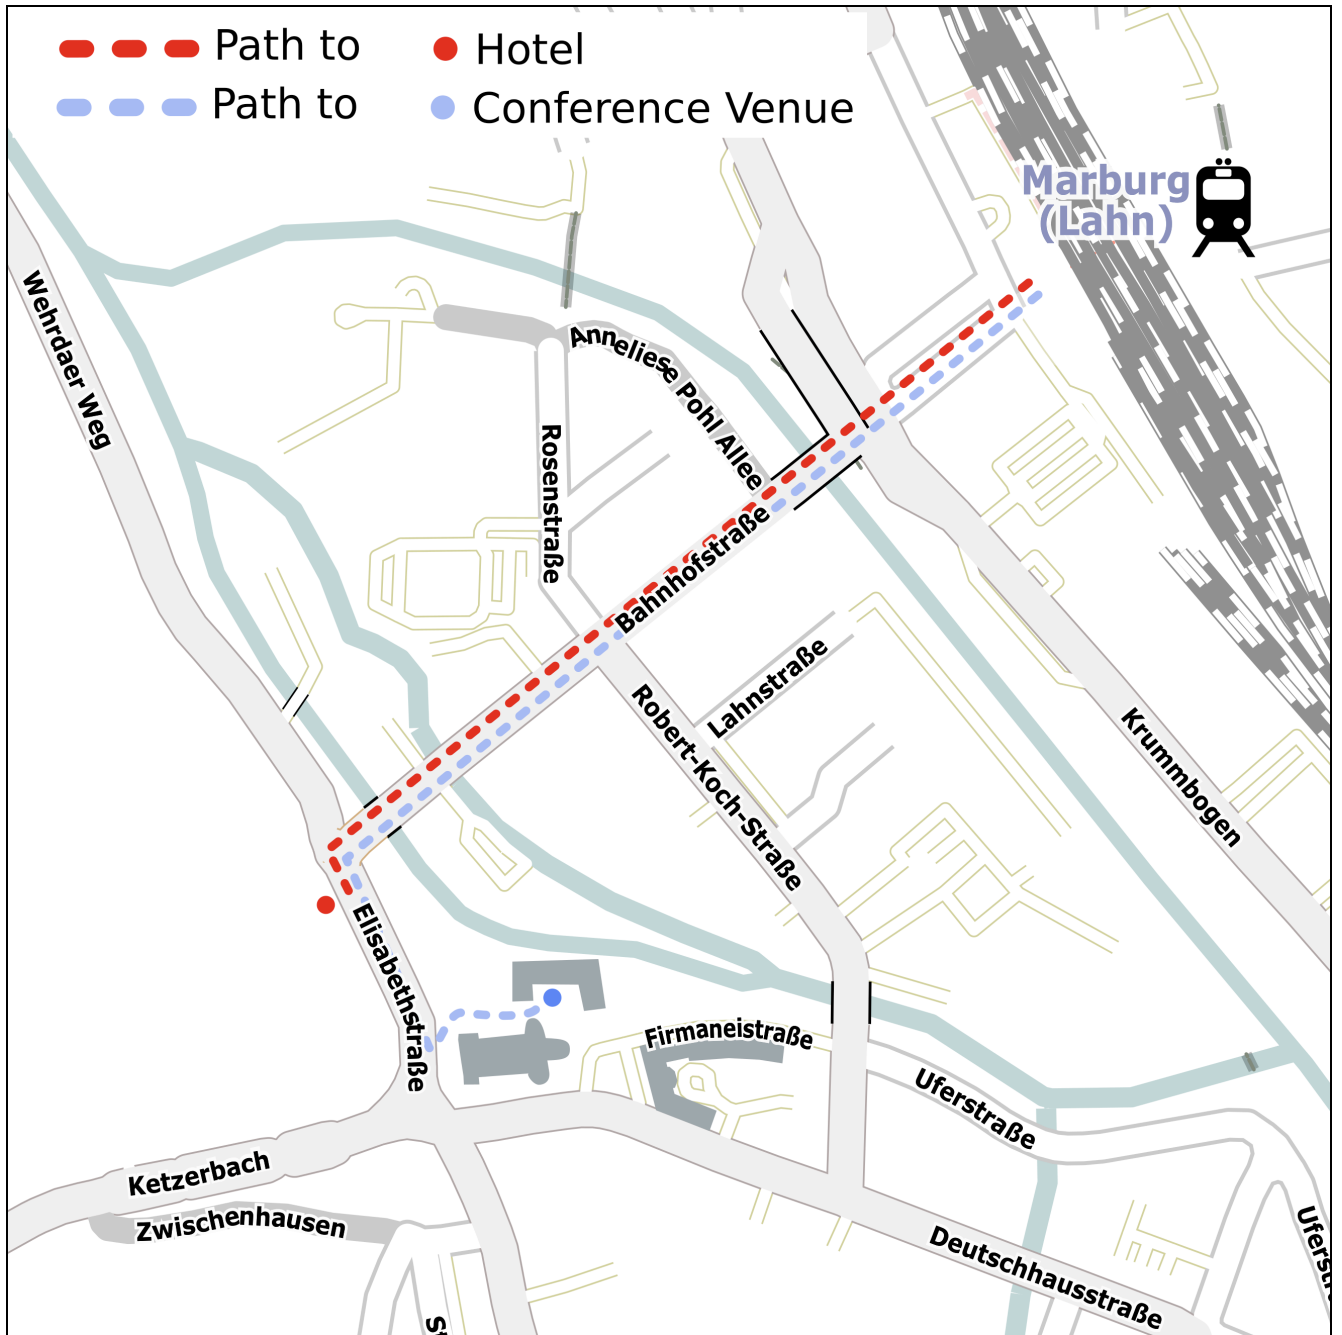 Path to Hotel
Path to Conference Venue
Marburg
(Lahn)
Wehrdaer Weg
Anneliese Pohl Allee
Rosenstraße
Bahnhofstraße
Lahnstraße
Robert-Koch-Straße
Krummbogen
Elisabethstraße
Firmaneistraße
Uferstraße
Ketzerbach
Zwischenhausen
Deutschhausstraße